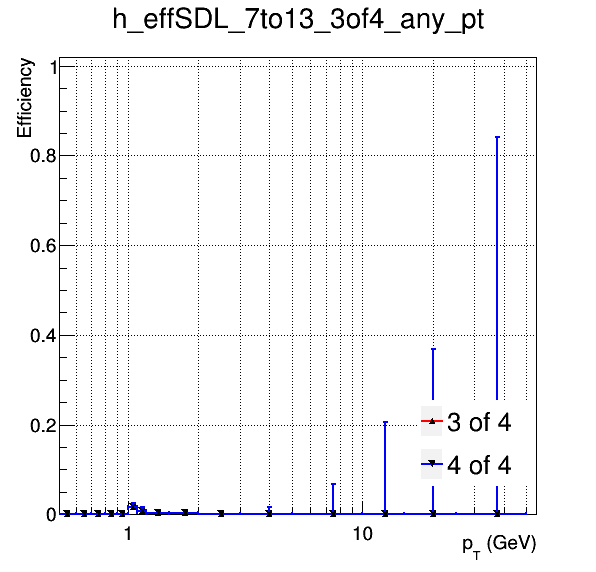 h_effSDL_7to13_3of4_any_pt
Efficiency
1
0.8
0.6
0.4
0.2
0
3 of 4
4 of 4
1
10
p_T (GeV)